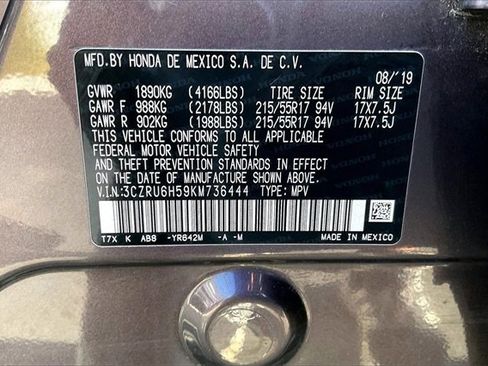 MFD.BY HONDA DE MEXICO S.A. DE C.V.
08/'19
GVWR 1890KG (4166LBS) TIRE SIZE RIM SIZE
GAWR F 988KG (2178LBS) 215/55R17 94V 17X7.5J
GAWR R 902KG (1988LBS) 215/55R17 94V 17X7.5J
THIS VEHICLE CONFORMS TO ALL APPLICABLE
FEDERAL MOTOR VEHICLE SAFETY
AND THEFT PREVENTION STANDARDS IN EFFECT
ON THE DATE OF MANUFACTURE SHOWN ABOVE.
V.I.N.:3CZRU6H59KM736444 TYPE: MPV
T7X K AB8 -YR642M -A -M MADE IN MEXICO